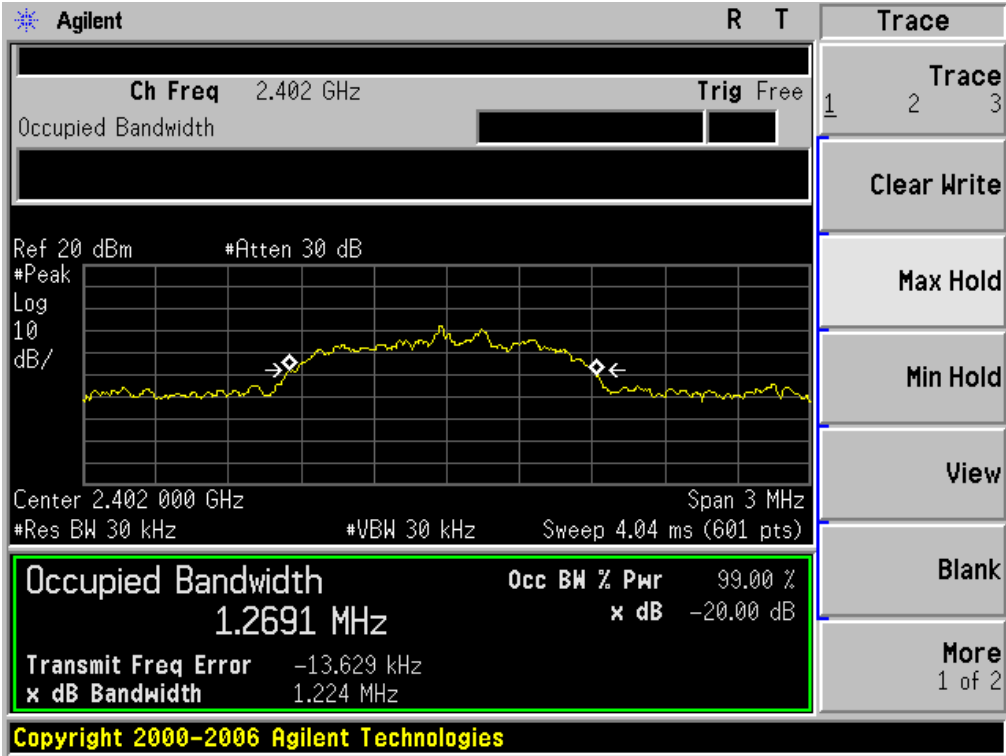 Agilent R T
Ch Freq 2.402 GHz Trig Free
Occupied Bandwidth
Ref 20 dBm #Atten 30 dB
#Peak
Log
10
dB/
Center 2.402 000 GHz Span 3 MHz
#Res BW 30 kHz #VBW 30 kHz Sweep 4.04 ms (601 pts)
Occupied Bandwidth
1.2691 MHz
Occ BW % Pwr 99.00 %
x dB -20.00 dB
Transmit Freq Error -13.629 kHz
x dB Bandwidth 1.224 MHz
Copyright 2000-2006 Agilent Technologies
Trace
Trace
1 2 3
Clear Write
Max Hold
Min Hold
View
Blank
More
1 of 2